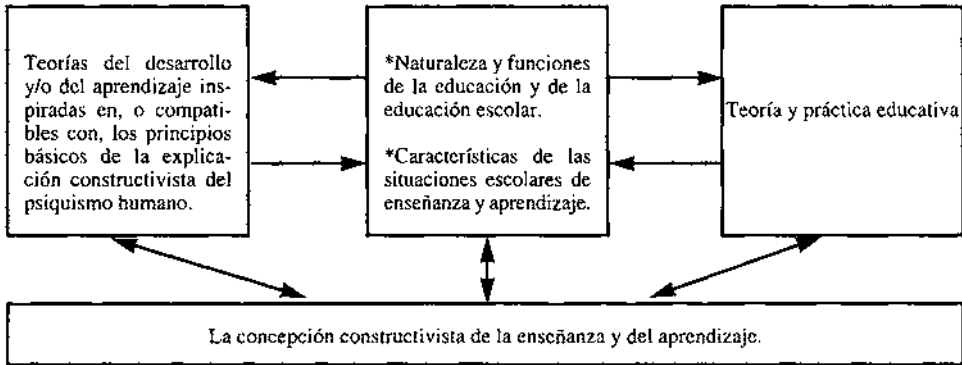 Teorías del desarrollo
y/o del aprendizaje ins-
piradas en, o compati-
bles con, los principios
básicos de la explica-
ción constructivista del
psiquismo humano.
*Naturaleza y funciones
de la educación y de la
educación escolar.
*Características de las
situaciones escolares de
enseñanza y aprendizaje.
Teoría y práctica educativa
La concepción constructivista de la enseñanza y del aprendizaje.